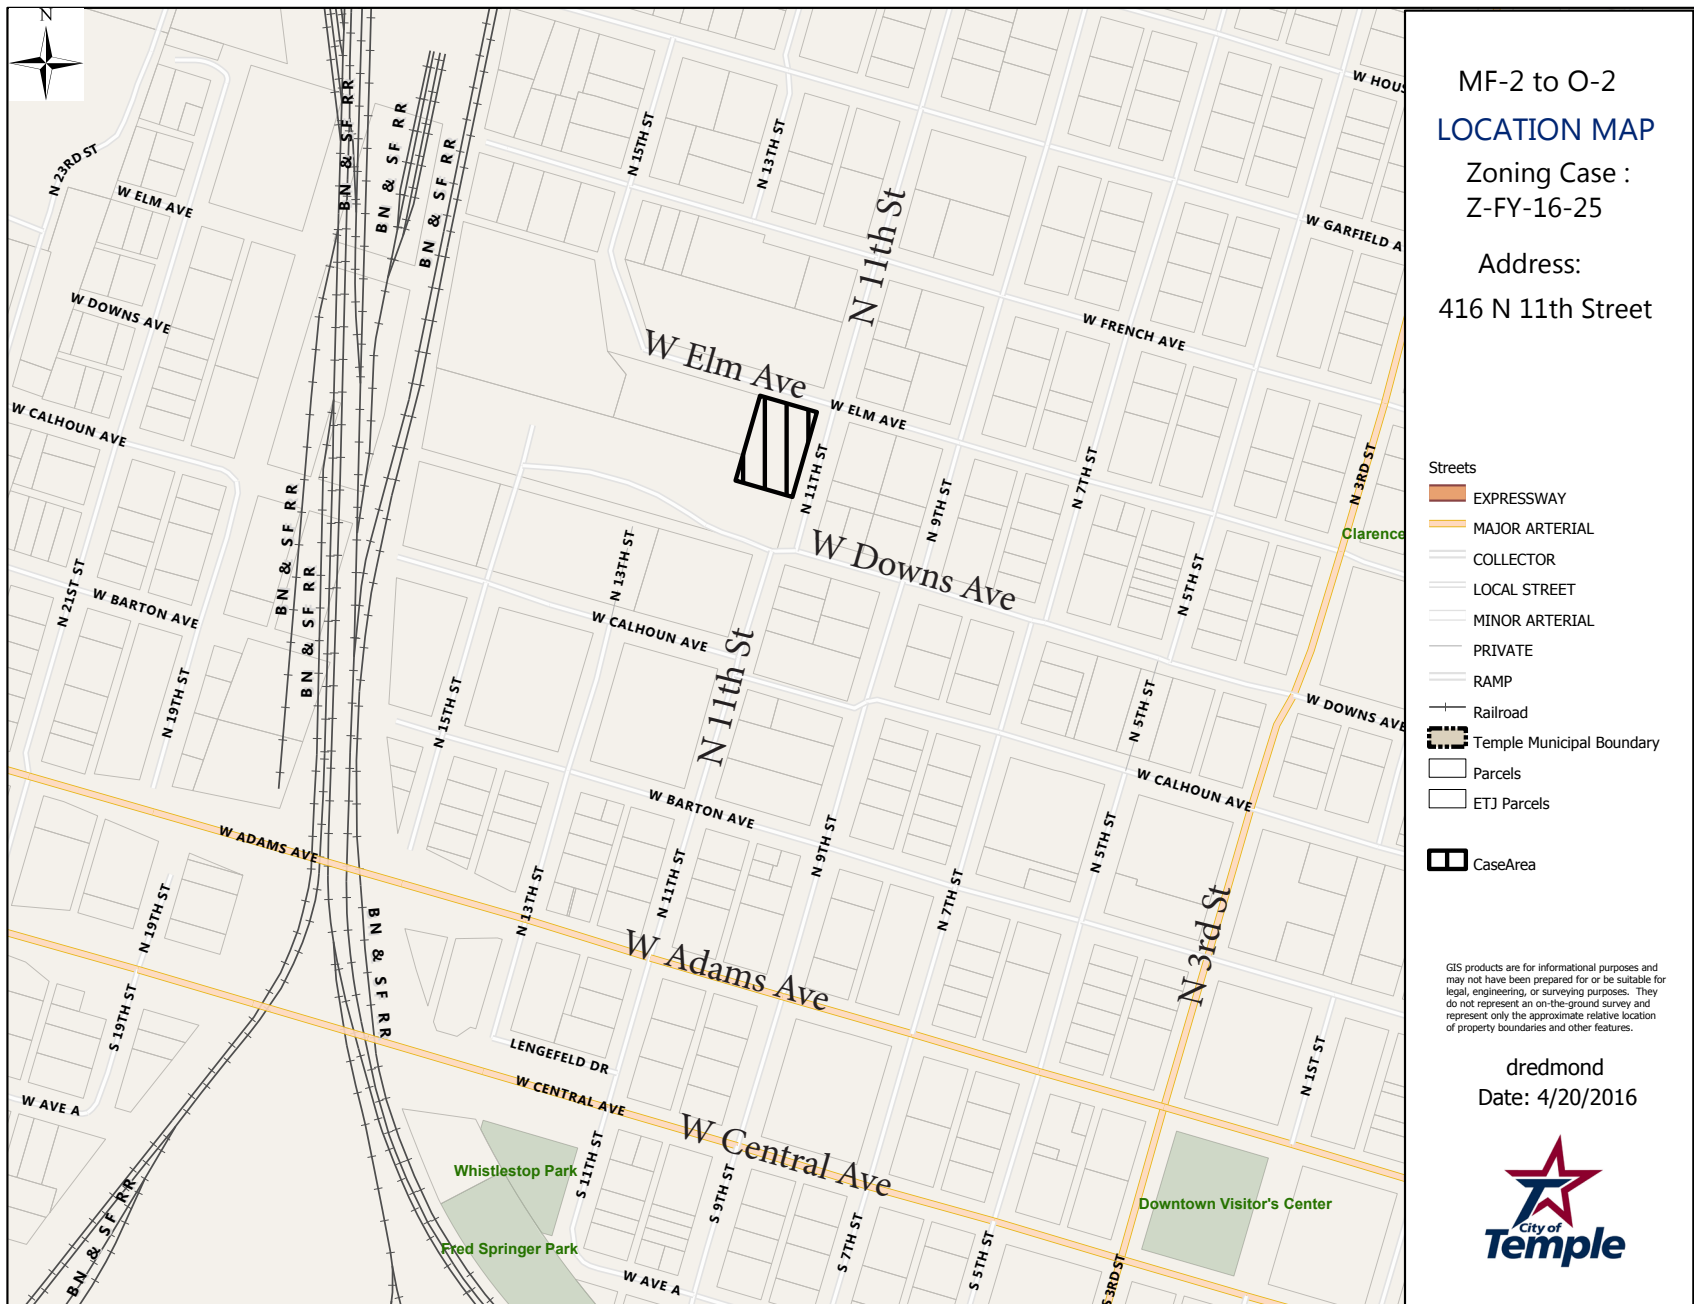 N
MF-2 to O-2
LOCATION MAP
Zoning Case :
Z-FY-16-25
Address:
416 N 11th Street
Streets
EXPRESSWAY
MAJOR ARTERIAL
COLLECTOR
LOCAL STREET
MINOR ARTERIAL
PRIVATE
RAMP
Railroad
Temple Municipal Boundary
Parcels
ETJ Parcels
CaseArea
GIS products are for informational purposes and
may not have been prepared for or be suitable for
legal, engineering, or surveying purposes. They
do not represent an on-the-ground survey and
represent only the approximate relative location
of property boundaries and other features.
dredmond
Date: 4/20/2016
City of
Temple
W HOUS
N 15TH ST
N 13TH ST
BN & SF RR
BN & SF RR
BN & SF RR
N 23RD ST
W ELM AVE
W GARFIELD A
N 11th St
W DOWNS AVE
W FRENCH AVE
W Elm Ave
W ELM AVE
W CALHOUN AVE
N 11TH ST
N 9TH ST
N 7TH ST
N 3RD ST
Clarence
BN & SF RR
BN & SF RR
N 21ST ST
W BARTON AVE
N 13TH ST
W Downs Ave
N 5TH ST
W CALHOUN AVE
N 11th St
N 19TH ST
N 15TH ST
N 5TH ST
W DOWNS AVE
W CALHOUN AVE
W BARTON AVE
W ADAMS AVE
N 9TH ST
N 5TH ST
N 19TH ST
N 13TH ST
N 11TH ST
N 7TH ST
N 3rd St
BN & SF RR
W Adams Ave
S 19TH ST
LENGEFELD DR
N 1ST ST
W CENTRAL AVE
W AVE A
W Central Ave
Whistlestop Park
S 11TH ST
S 9TH ST
Downtown Visitor's Center
BN & SF RR
Fred Springer Park
S 7TH ST
S 5TH ST
S 3RD ST
W AVE A